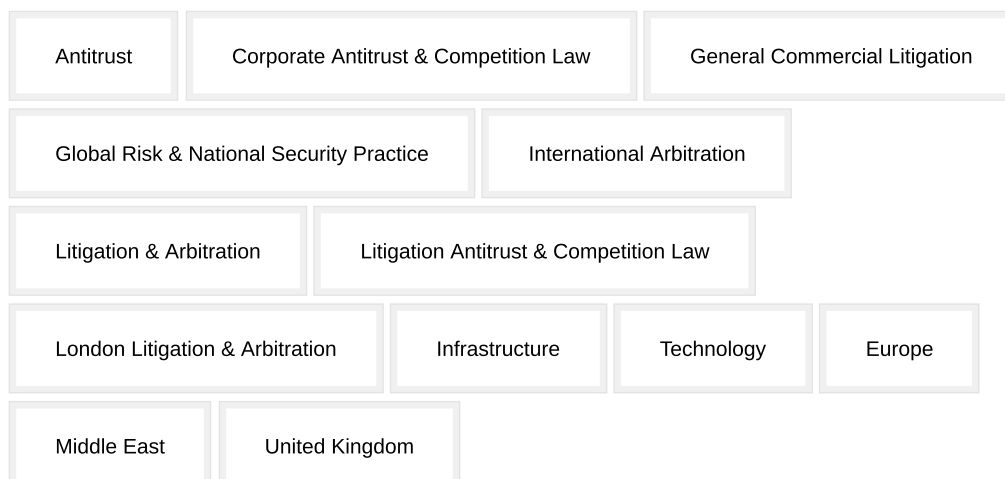 Antitrust Corporate Antitrust & Competition Law General Commercial Litigation
Global Risk & National Security Practice International Arbitration
Litigation & Arbitration Litigation Antitrust & Competition Law
London Litigation & Arbitration Infrastructure Technology Europe
Middle East United Kingdom